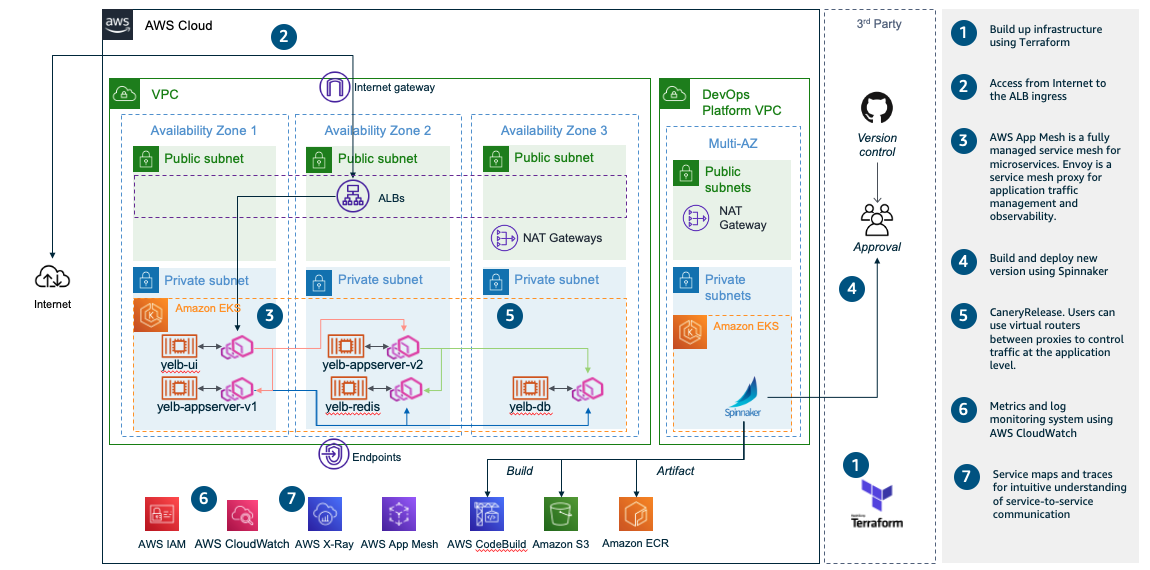 aws
AWS Cloud
2
3rd Party
Internet gateway
VPC
DevOps
Platform VPC
Availability Zone 1
Availability Zone 2
Availability Zone 3
Multi-AZ
Public subnet
Public subnet
Public subnet
Public
subnets
ALBs
NAT Gateways
NAT
Gateway
Version
control
Approval
4
Internet
Private subnet
Private subnet
Private subnet
Private
subnets
Amazon EKS
3
5
Amazon EKS
yelb-ui
yelb-appserver-v2
yelb-appserver-v1
yelb-redis
yelb-db
Spinnaker
Endpoints
Build
Artifact
1
HashiCorp
Terraform
6
7
AWS IAM
AWS CloudWatch
AWS X-Ray
AWS App Mesh
AWS CodeBuild
Amazon S3
Amazon ECR
1
Build up infrastructure
using Terraform
2
Access from Internet to
the ALB ingress
3
AWS App Mesh is a fully
managed service mesh for
microservices. Envoy is a
service mesh proxy for
application traffic
management and
observability.
4
Build and deploy new
version using Spinnaker
5
CaneryRelease. Users can
use virtual routers
between proxies to control
traffic at the application
level.
6
Metrics and log
monitoring system using
AWS CloudWatch
7
Service maps and traces
for intuitive understanding
of service-to-service
communication